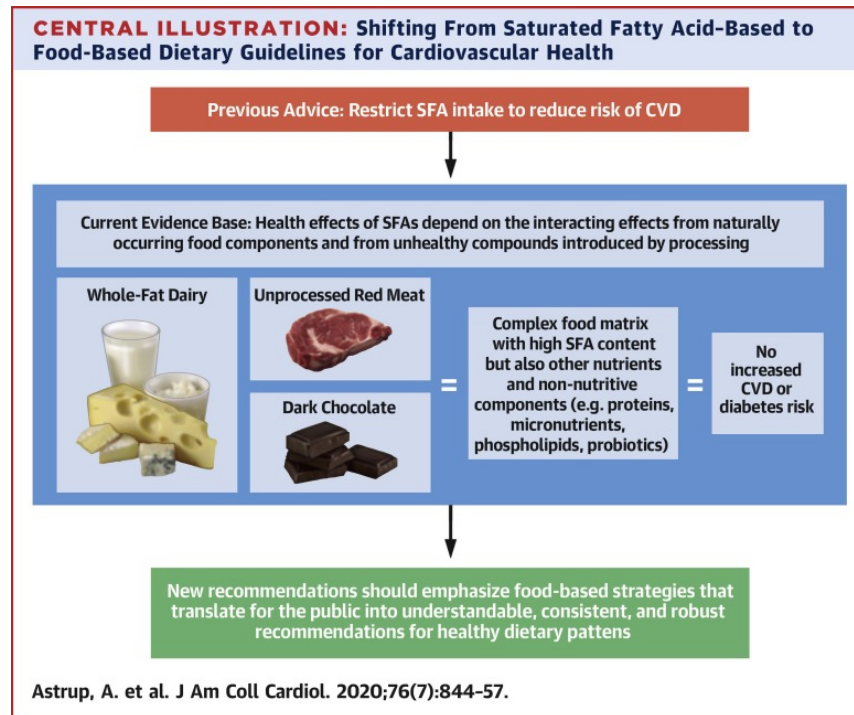 CENTRAL ILLUSTRATION: Shifting From Saturated Fatty Acid–Based to
Food-Based Dietary Guidelines for Cardiovascular Health
Previous Advice: Restrict SFA intake to reduce risk of CVD
Current Evidence Base: Health effects of SFAs depend on the interacting effects from naturally
occurring food components and from unhealthy compounds introduced by processing
Whole-Fat Dairy
Unprocessed Red Meat
Dark Chocolate
=
Complex food matrix
with high SFA content
but also other nutrients
and non-nutritive
components (e.g. proteins,
micronutrients,
phospholipids, probiotics)
=
No
increased
CVD or
diabetes risk
New recommendations should emphasize food-based strategies that
translate for the public into understandable, consistent, and robust
recommendations for healthy dietary pattens
Astrup, A. et al. J Am Coll Cardiol. 2020;76(7):844–57.